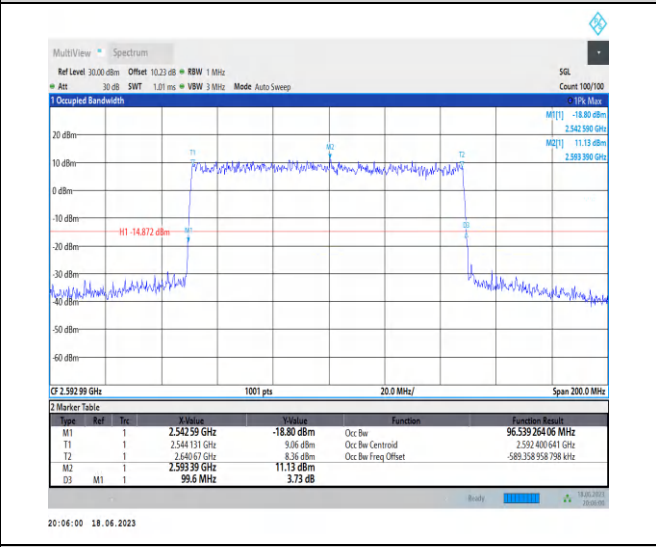 MultiView Spectrum
Ref Level 30.00 dBm Offset 10.23 dB RBW 1 MHz SGL
Att 30 dB SWT 1.01 ms VBW 3 MHz Mode Auto Sweep Count 100/100
1 Occupied Bandwidth 1Pk Max
M1[1] -18.80 dBm
2.542 590 GHz
M2[1] 11.13 dBm
2.593 390 GHz
20 dBm
M2
T1
T2
10 dBm
0 dBm
-10 dBm
H1 -14.872 dBm
M1
D3
-20 dBm
-30 dBm
-40 dBm
-50 dBm
-60 dBm
CF 2.592 99 GHz 1001 pts 20.0 MHz/ Span 200.0 MHz
2 Marker Table
Type Ref Trc X-Value Y-Value Function Function Result
M1 1 2.542 59 GHz -18.80 dBm Occ Bw 96.539 264 06 MHz
T1 1 2.544 131 GHz 9.06 dBm Occ Bw Centroid 2.592 400 641 GHz
T2 1 2.640 67 GHz 8.36 dBm Occ Bw Freq Offset -589.358 958 798 kHz
M2 1 2.593 39 GHz 11.13 dBm
D3 M1 1 99.6 MHz 3.73 dB
Ready 18.06.2023
20:06:00
20:06:00 18.06.2023